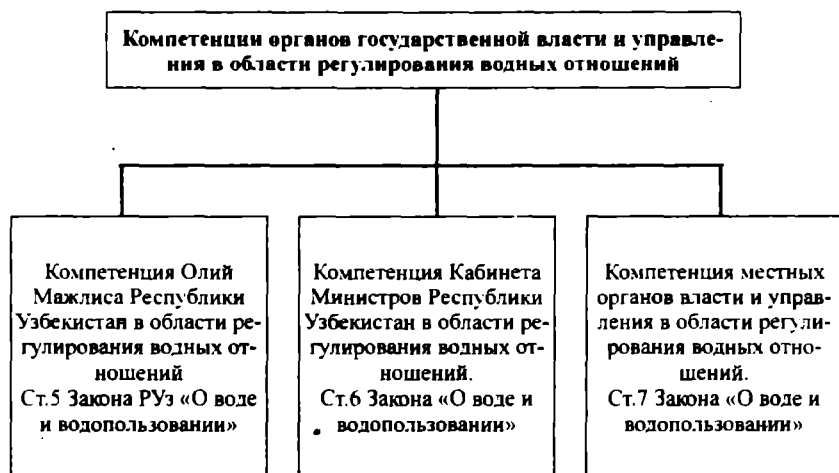 Компетенции органов государственной власти и управле-
ния в области регулирования водных отношений
Компетенция Олий
Мажлиса Республики
Узбекистан в области ре-
гулирования водных от-
ношений
Ст.5 Закона РУз «О воде
и водопользовании»
Компетенция Кабинета
Министров Республики
Узбекистан в области ре-
гулирования водных от-
ношений.
Ст.6 Закона «О воде и
водопользовании»
Компетенция местных
органов власти и управ-
ления в области регули-
рования водных отно-
шений.
Ст.7 Закона «О воде и
водопользовании»